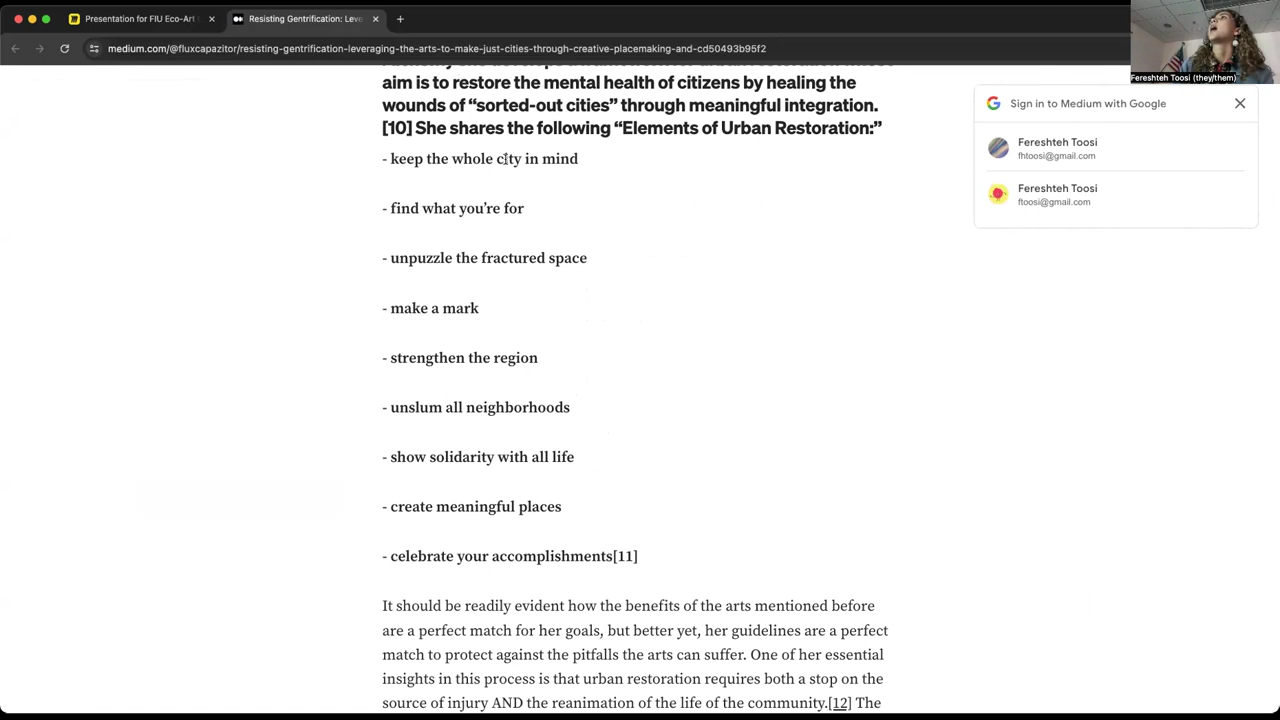 Presentation for FIU Eco-Art
Resisting Gentrification: Leve
medium.com/@fluxcapazitor/resisting-gentrification-leveraging-the-arts-to-make-just-cities-through-creative-placemaking-and-cd50493b95f2
Fereshteh Toosi (they/them)
Sign in to Medium with Google
Fereshteh Toosi
fhtoosi@gmail.com
Fereshteh Toosi
ftoosi@gmail.com
aim is to restore the mental health of citizens by healing the
wounds of “sorted-out cities” through meaningful integration.
[10] She shares the following “Elements of Urban Restoration:”
- keep the whole city in mind
- find what you’re for
- unpuzzle the fractured space
- make a mark
- strengthen the region
- unslum all neighborhoods
- show solidarity with all life
- create meaningful places
- celebrate your accomplishments[11]
It should be readily evident how the benefits of the arts mentioned before
are a perfect match for her goals, but better yet, her guidelines are a perfect
match to protect against the pitfalls the arts can suffer. One of her essential
insights in this process is that urban restoration requires both a stop on the
source of injury AND the reanimation of the life of the community.[12] The